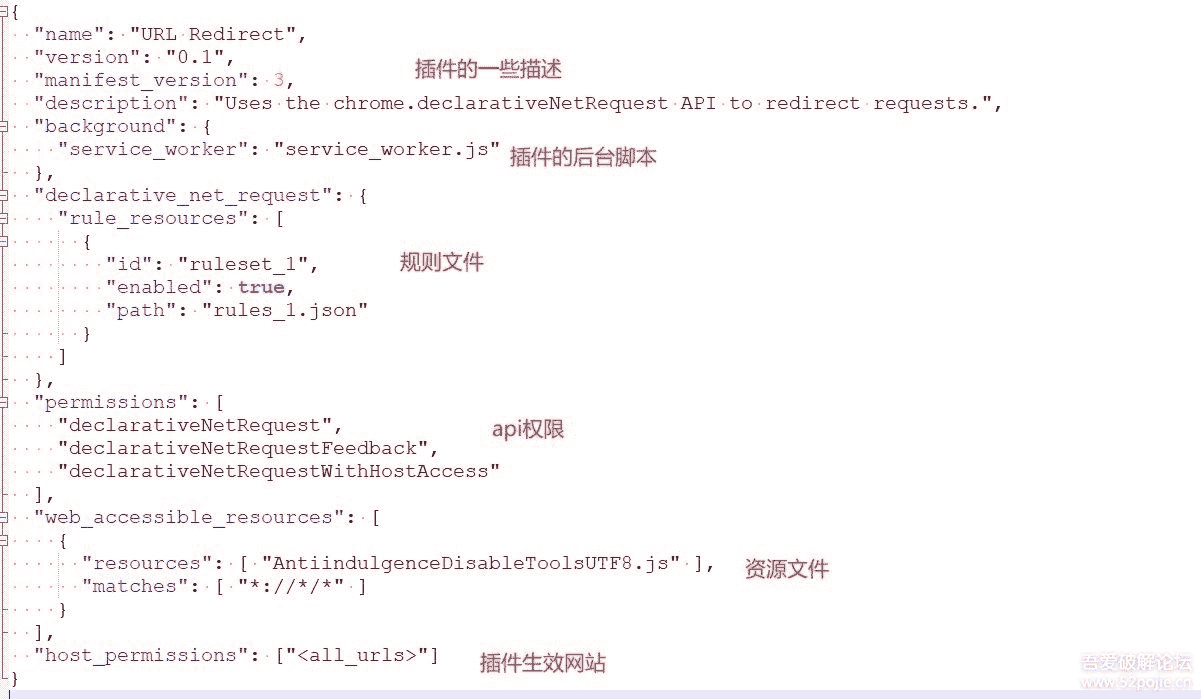 {
"name": "URL Redirect",
"version": "0.1",
"manifest_version": 3,
插件的一些描述
"description": "Uses the chrome.declarativeNetRequest API to redirect requests.",
"background": {
"service_worker": "service_worker.js" 插件的后台脚本
},
"declarative_net_request": {
"rule_resources": [
{
"id": "ruleset_1", 规则文件
"enabled": true,
"path": "rules_1.json"
}
]
},
"permissions": [
"declarativeNetRequest", api权限
"declarativeNetRequestFeedback",
"declarativeNetRequestWithHostAccess"
],
"web_accessible_resources": [
{
"resources": [ "AntiindulgenceDisableToolsUTF8.js" ], 资源文件
"matches": [ "*://*/*" ]
}
],
"host_permissions": ["<all_urls>"] 插件生效网站
}
吾爱破解论坛
www.52pojie.cn